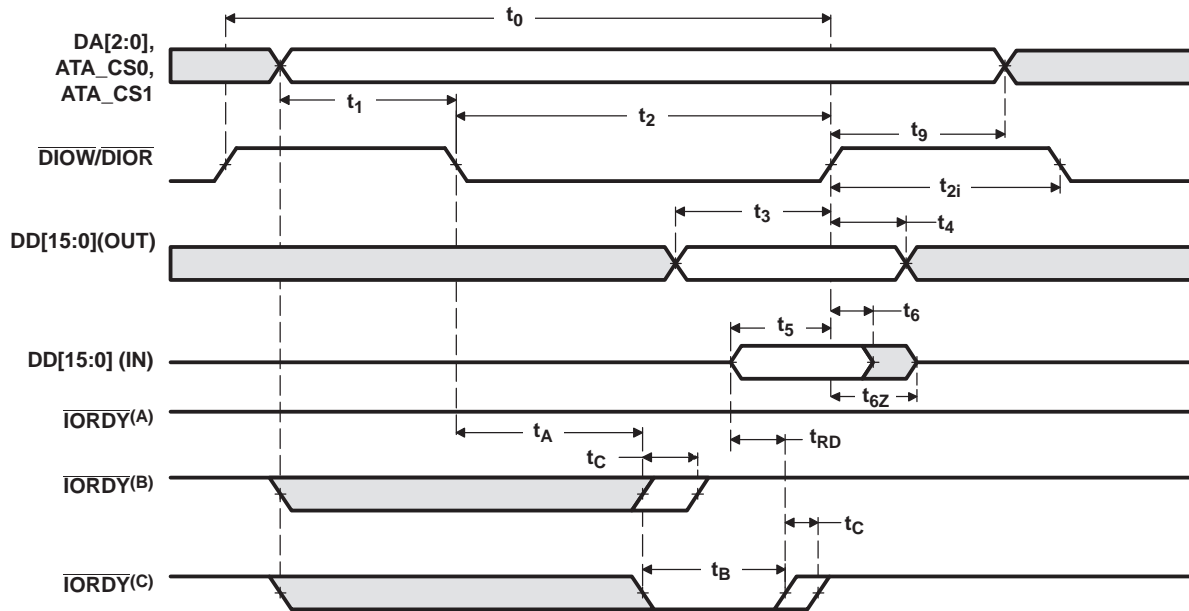 t0
DA[2:0],
ATA_CS0,
ATA_CS1
t1
t2
t9
DIOW/DIOR
t2i
t3
t4
DD[15:0](OUT)
t6
t5
DD[15:0] (IN)
t6Z
IORDY(A)
tA
tRD
tC
IORDY(B)
tC
tB
IORDY(C)